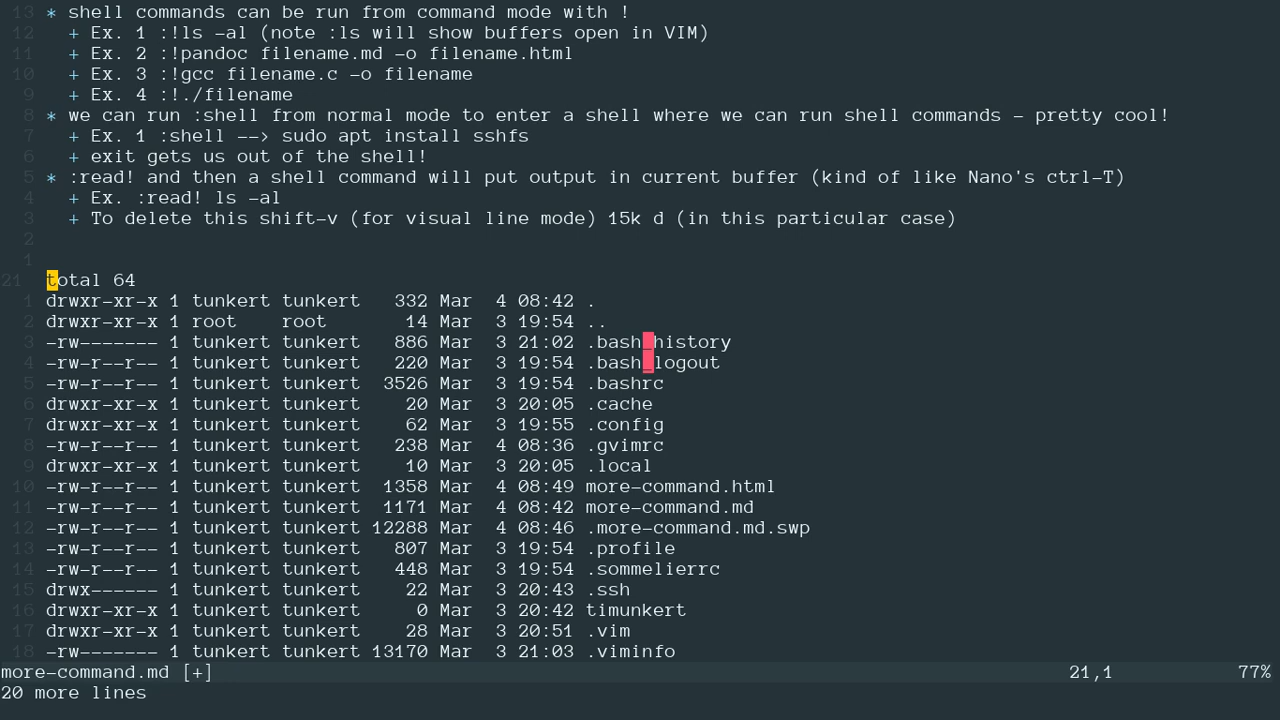 13 * shell commands can be run from command mode with !
12   + Ex. 1 :!ls -al (note :ls will show buffers open in VIM)
11   + Ex. 2 :!pandoc filename.md -o filename.html
10   + Ex. 3 :!gcc filename.c -o filename
9   + Ex. 4 :!./filename
8 * we can run :shell from normal mode to enter a shell where we can run shell commands - pretty cool!
7   + Ex. 1 :shell --> sudo apt install sshfs
6   + exit gets us out of the shell!
5 * :read! and then a shell command will put output in current buffer (kind of like Nano's ctrl-T)
4   + Ex. :read! ls -al
3   + To delete this shift-v (for visual line mode) 15k d (in this particular case)
2
1
21 total 64
1 drwxr-xr-x 1 tunkert tunkert   332 Mar  4 08:42 .
2 drwxr-xr-x 1 root    root       14 Mar  3 19:54 ..
3 -rw------- 1 tunkert tunkert   886 Mar  3 21:02 .bash_history
4 -rw-r--r-- 1 tunkert tunkert   220 Mar  3 19:54 .bash_logout
5 -rw-r--r-- 1 tunkert tunkert  3526 Mar  3 19:54 .bashrc
6 drwxr-xr-x 1 tunkert tunkert    20 Mar  3 20:05 .cache
7 drwxr-xr-x 1 tunkert tunkert    62 Mar  3 19:55 .config
8 -rw-r--r-- 1 tunkert tunkert   238 Mar  4 08:36 .gvimrc
9 drwxr-xr-x 1 tunkert tunkert    10 Mar  3 20:05 .local
10 -rw-r--r-- 1 tunkert tunkert  1358 Mar  4 08:49 more-command.html
11 -rw-r--r-- 1 tunkert tunkert  1171 Mar  4 08:42 more-command.md
12 -rw-r--r-- 1 tunkert tunkert 12288 Mar  4 08:46 .more-command.md.swp
13 -rw-r--r-- 1 tunkert tunkert   807 Mar  3 19:54 .profile
14 -rw-r--r-- 1 tunkert tunkert   448 Mar  3 19:54 .sommelierrc
15 drwx------ 1 tunkert tunkert    22 Mar  3 20:43 .ssh
16 drwxr-xr-x 1 tunkert tunkert     0 Mar  3 20:42 timunkert
17 drwxr-xr-x 1 tunkert tunkert    28 Mar  3 20:51 .vim
18 -rw------- 1 tunkert tunkert 13170 Mar  3 21:03 .viminfo
more-command.md [+] 21,1 77%
20 more lines